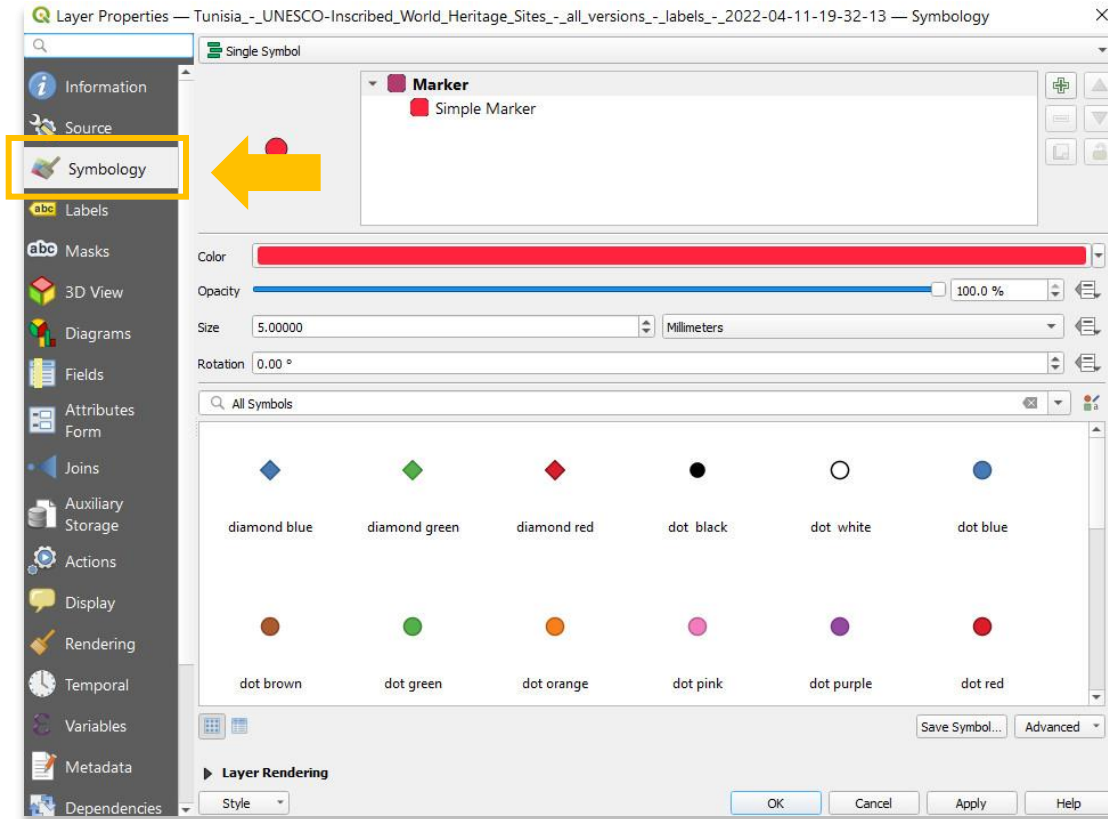 Layer Properties — Tunisia_-_UNESCO-Inscribed_World_Heritage_Sites_-_all_versions_-_labels_-_2022-04-11-19-32-13 — Symbology
Single Symbol
Information
Source
Symbology
abc Labels
abc Masks
3D View
Diagrams
Fields
Attributes
Form
Joins
Auxiliary
Storage
Actions
Display
Rendering
Temporal
Variables
Metadata
Dependencies
Marker
Simple Marker
Color
Opacity 100.0 %
Size 5.00000 Millimeters
Rotation 0.00 °
All Symbols
diamond blue diamond green diamond red dot black dot white dot blue
dot brown dot green dot orange dot pink dot purple dot red
Save Symbol... Advanced
Layer Rendering
Style OK Cancel Apply Help